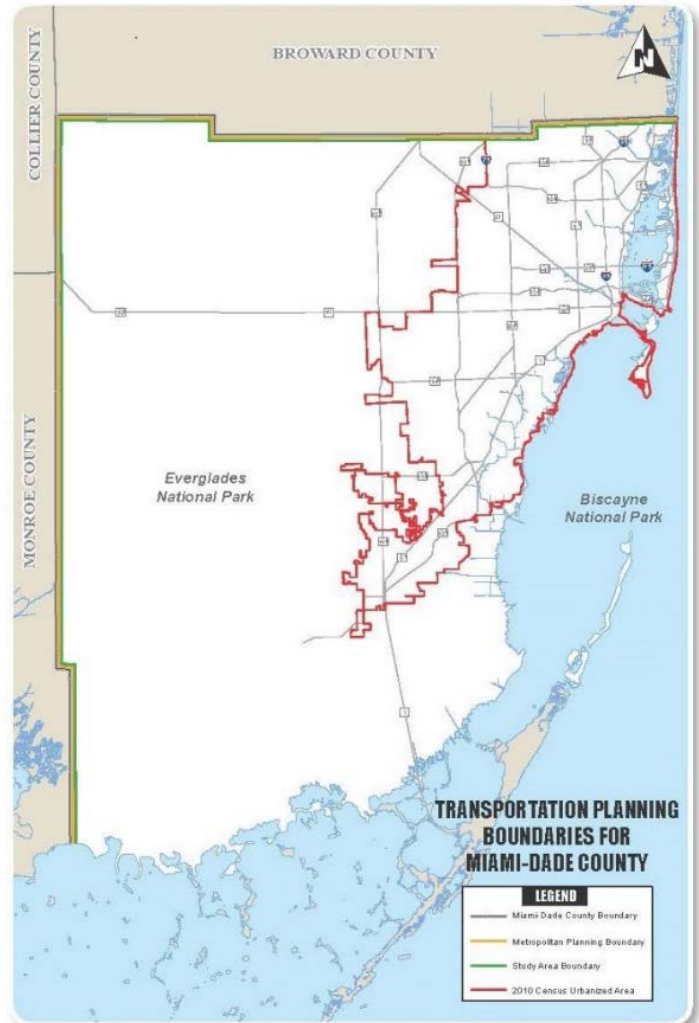 BROWARD COUNTY
N
COLLIER COUNTY
MONROE COUNTY
Everglades
National Park
Biscayne
National Park
1
TRANSPORTATION PLANNING
BOUNDARIES FOR
MIAMI-DADE COUNTY
LEGEND
Miami-Dade County Boundary
Metropolitan Planning Boundary
Study Area Boundary
2010 Census Urbanized Area